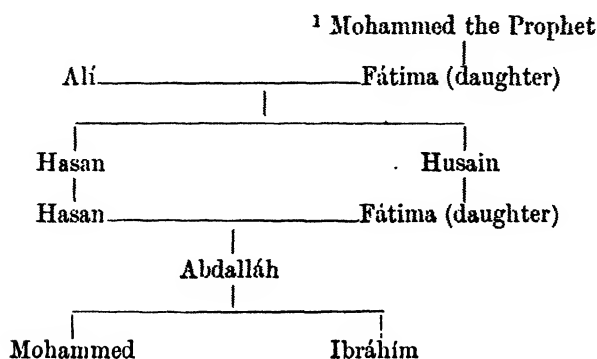 ¹ Mohammed the Prophet
Alí Fátima (daughter)
Hasan Husain
Hasan Fátima (daughter)
Abdalláh
Mohammed Ibráhím